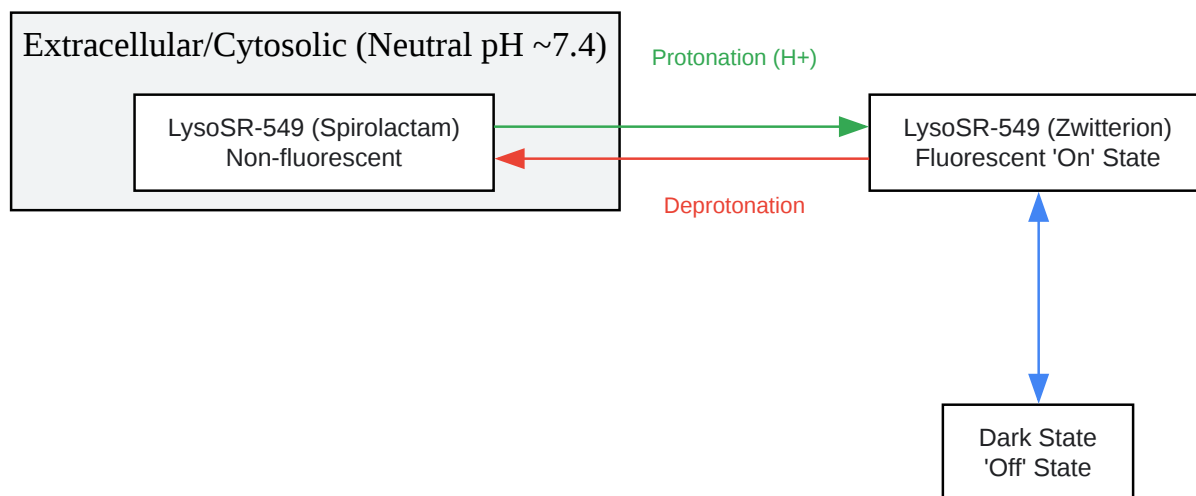 Extracellular/Cytosolic (Neutral pH ~7.4)
Protonation (H+)
LysoSR-549 (Spirolactam)
Non-fluorescent
LysoSR-549 (Zwitterion)
Fluorescent 'On' State
Deprotonation
Dark State
'Off' State